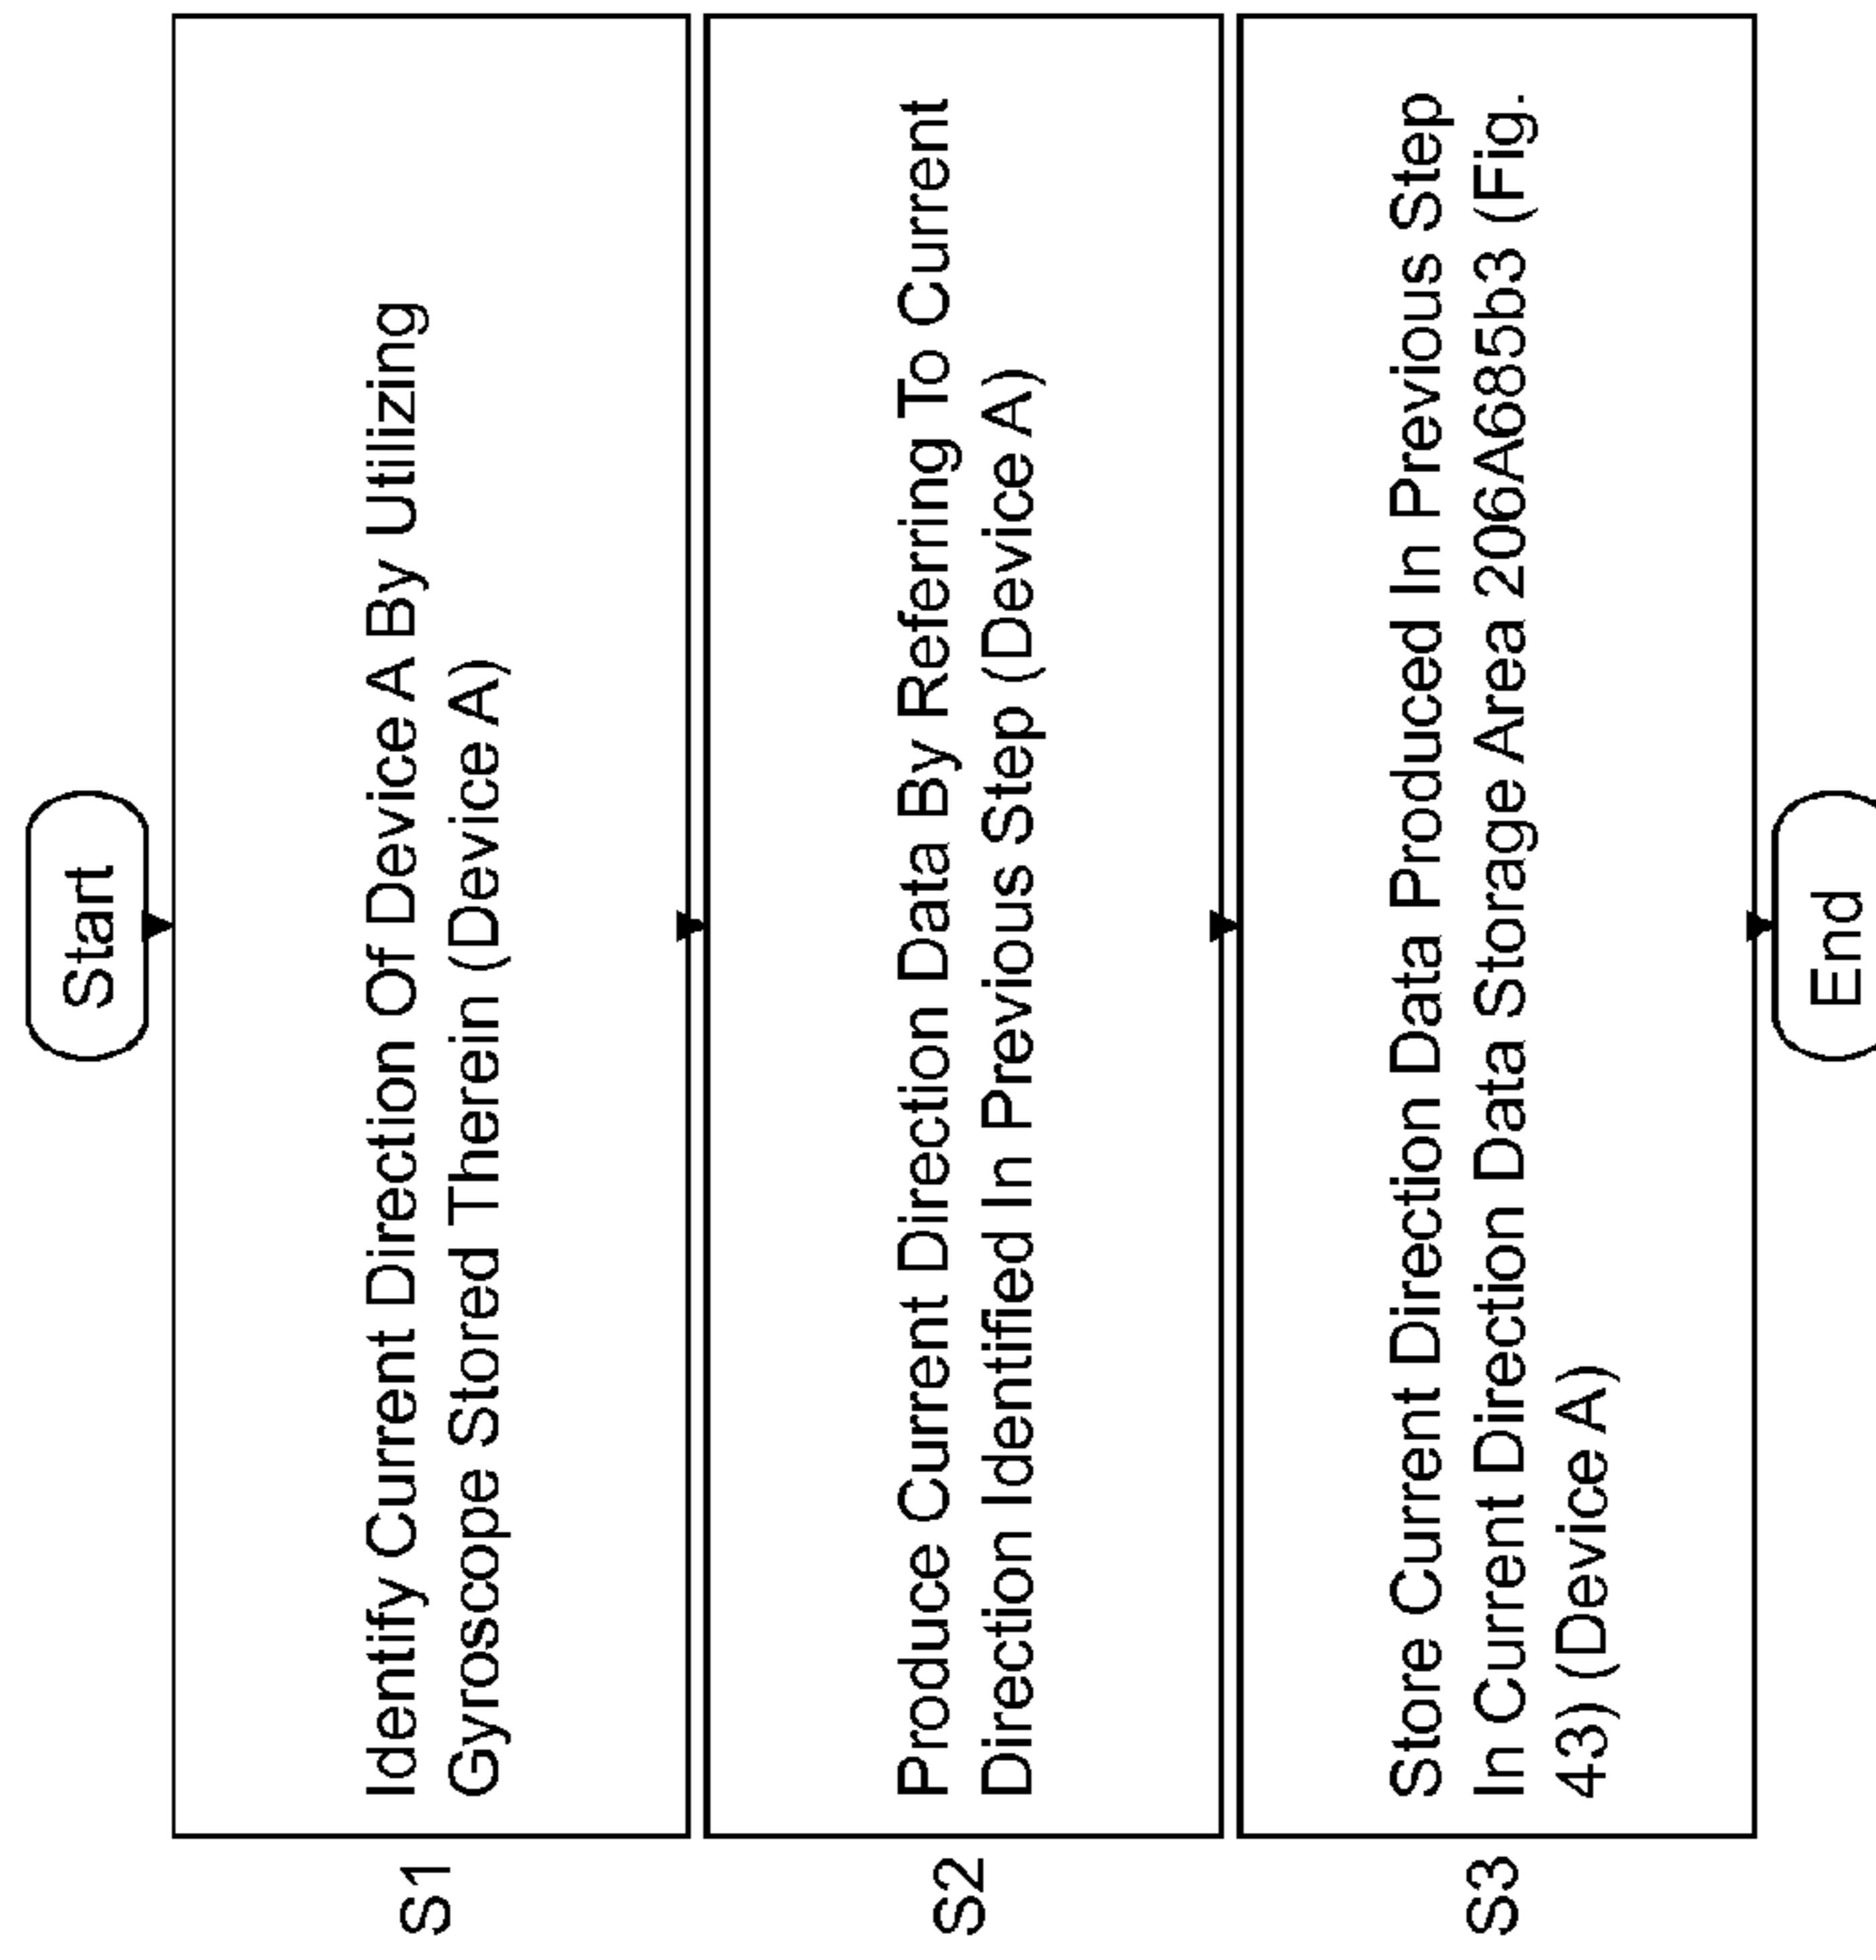 Start
S1
Identify Current Direction Of Device A By Utilizing
Gyroscope Stored Therein (Device A)
S2
Produce Current Direction Data By Referring To Current
Direction Identified In Previous Step (Device A)
S3
Store Current Direction Data Produced In Previous Step
In Current Direction Data Storage Area 206A685b3 (Fig.
43) (Device A)
End